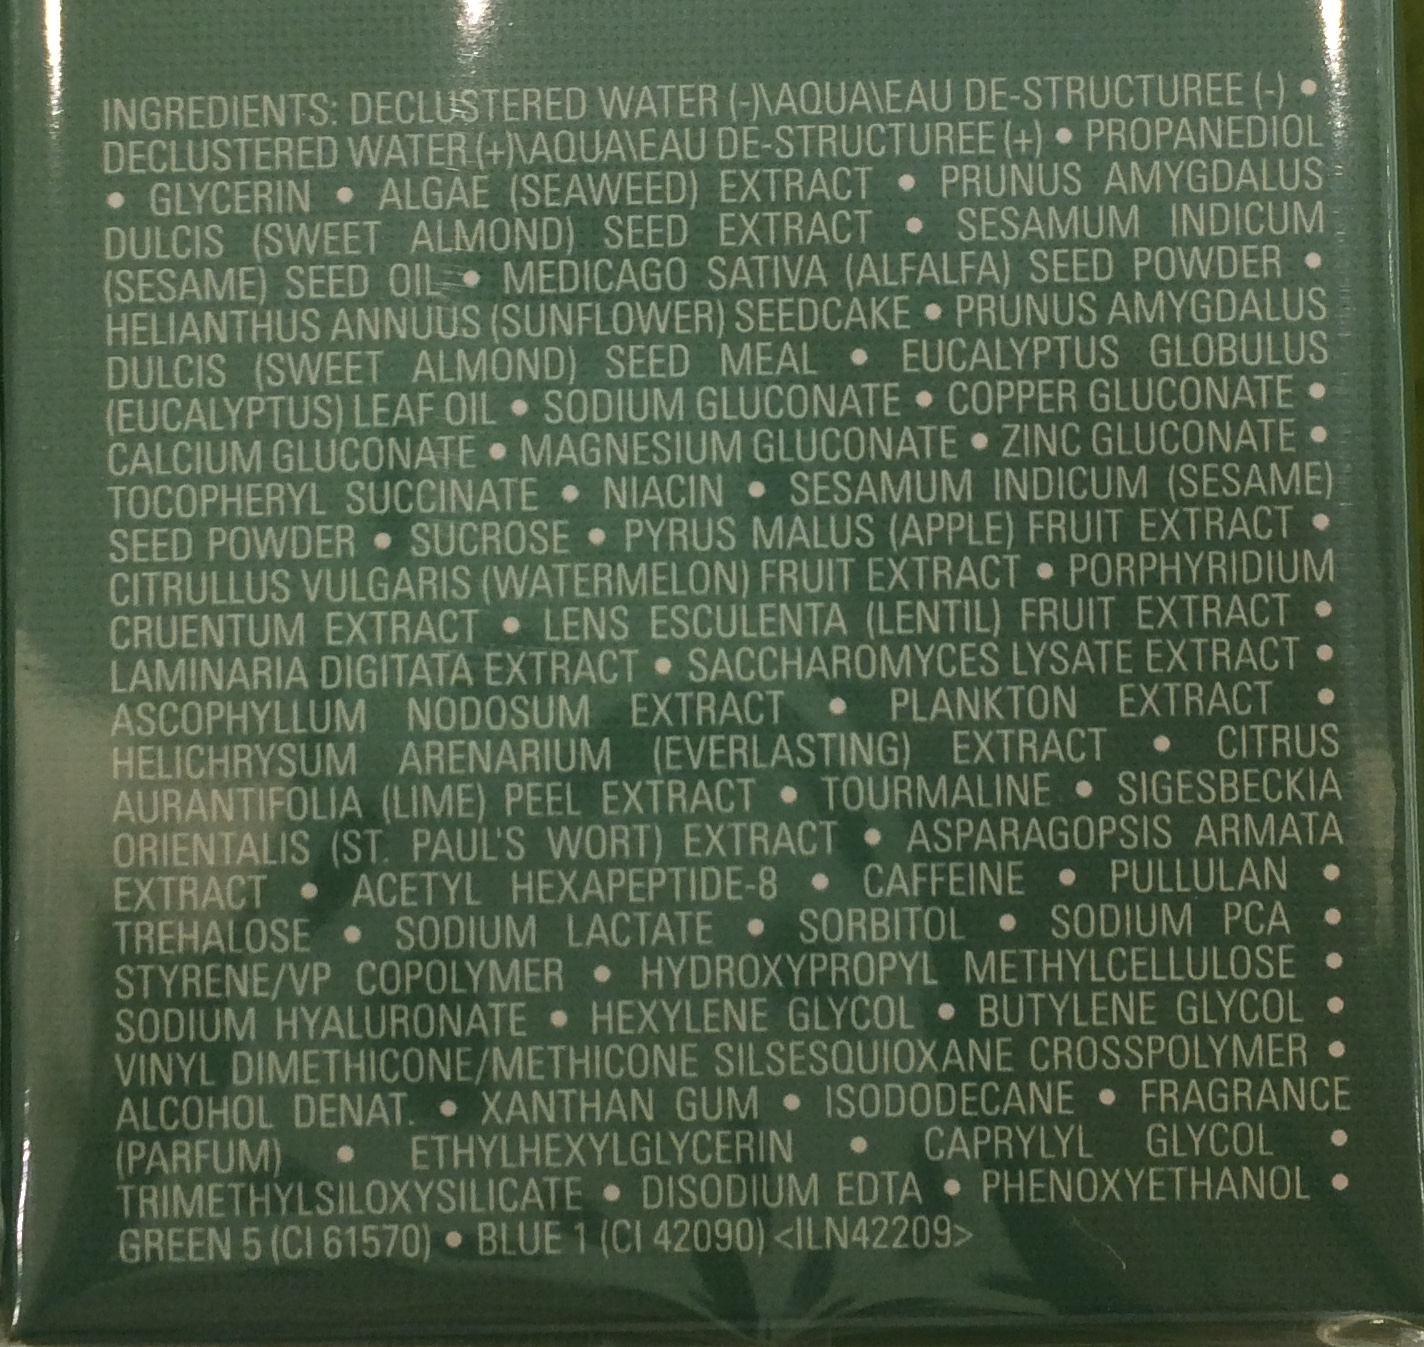 INGREDIENTS: DECLUSTERED WATER (-)\AQUA\EAU DE-STRUCTUREE (-) •
DECLUSTERED WATER (+)\AQUA\EAU DE-STRUCTUREE (+) • PROPANEDIOL
• GLYCERIN • ALGAE (SEAWEED) EXTRACT • PRUNUS AMYGDALUS
DULCIS (SWEET ALMOND) SEED EXTRACT • SESAMUM INDICUM
(SESAME) SEED OIL • MEDICAGO SATIVA (ALFALFA) SEED POWDER •
HELIANTHUS ANNUUS (SUNFLOWER) SEEDCAKE • PRUNUS AMYGDALUS
DULCIS (SWEET ALMOND) SEED MEAL • EUCALYPTUS GLOBULUS
(EUCALYPTUS) LEAF OIL • SODIUM GLUCONATE • COPPER GLUCONATE •
CALCIUM GLUCONATE • MAGNESIUM GLUCONATE • ZINC GLUCONATE •
TOCOPHERYL SUCCINATE • NIACIN • SESAMUM INDICUM (SESAME)
SEED POWDER • SUCROSE • PYRUS MALUS (APPLE) FRUIT EXTRACT •
CITRULLUS VULGARIS (WATERMELON) FRUIT EXTRACT • PORPHYRIDIUM
CRUENTUM EXTRACT • LENS ESCULENTA (LENTIL) FRUIT EXTRACT •
LAMINARIA DIGITATA EXTRACT • SACCHAROMYCES LYSATE EXTRACT •
ASCOPHYLLUM NODOSUM EXTRACT • PLANKTON EXTRACT •
HELICHRYSUM ARENARIUM (EVERLASTING) EXTRACT • CITRUS
AURANTIFOLIA (LIME) PEEL EXTRACT • TOURMALINE • SIGESBECKIA
ORIENTALIS (ST. PAUL'S WORT) EXTRACT • ASPARAGOPSIS ARMATA
EXTRACT • ACETYL HEXAPEPTIDE-8 • CAFFEINE • PULLULAN •
TREHALOSE • SODIUM LACTATE • SORBITOL • SODIUM PCA •
STYRENE/VP COPOLYMER • HYDROXYPROPYL METHYLCELLULOSE •
SODIUM HYALURONATE • HEXYLENE GLYCOL • BUTYLENE GLYCOL •
VINYL DIMETHICONE/METHICONE SILSESQUIOXANE CROSSPOLYMER •
ALCOHOL DENAT. • XANTHAN GUM • ISODODECANE • FRAGRANCE
(PARFUM) • ETHYLHEXYLGLYCERIN • CAPRYLYL GLYCOL •
TRIMETHYLSILOXYSILICATE • DISODIUM EDTA • PHENOXYETHANOL •
GREEN 5 (CI 61570) • BLUE 1 (CI 42090) <ILN42209>